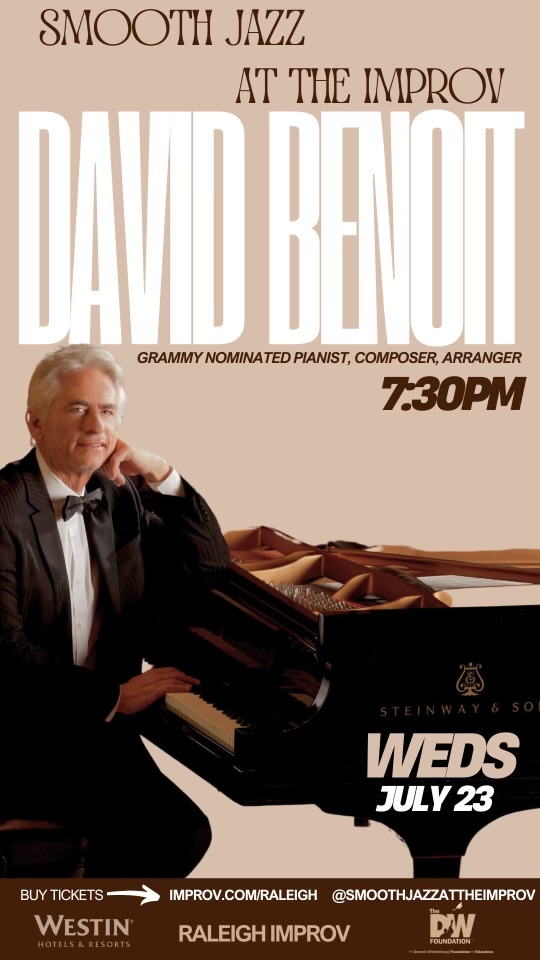 SMOOTH JAZZ
AT THE IMPROV
DAVID BENOIT
GRAMMY NOMINATED PIANIST, COMPOSER, ARRANGER
7:30PM
STEINWAY & SON
WEDS
JULY 23
BUY TICKETS IMPROV.COM/RALEIGH @SMOOTHJAZZATTHEIMPROV
WESTIN®
HOTELS & RESORTS
RALEIGH IMPROV
The
DW
FOUNDATION